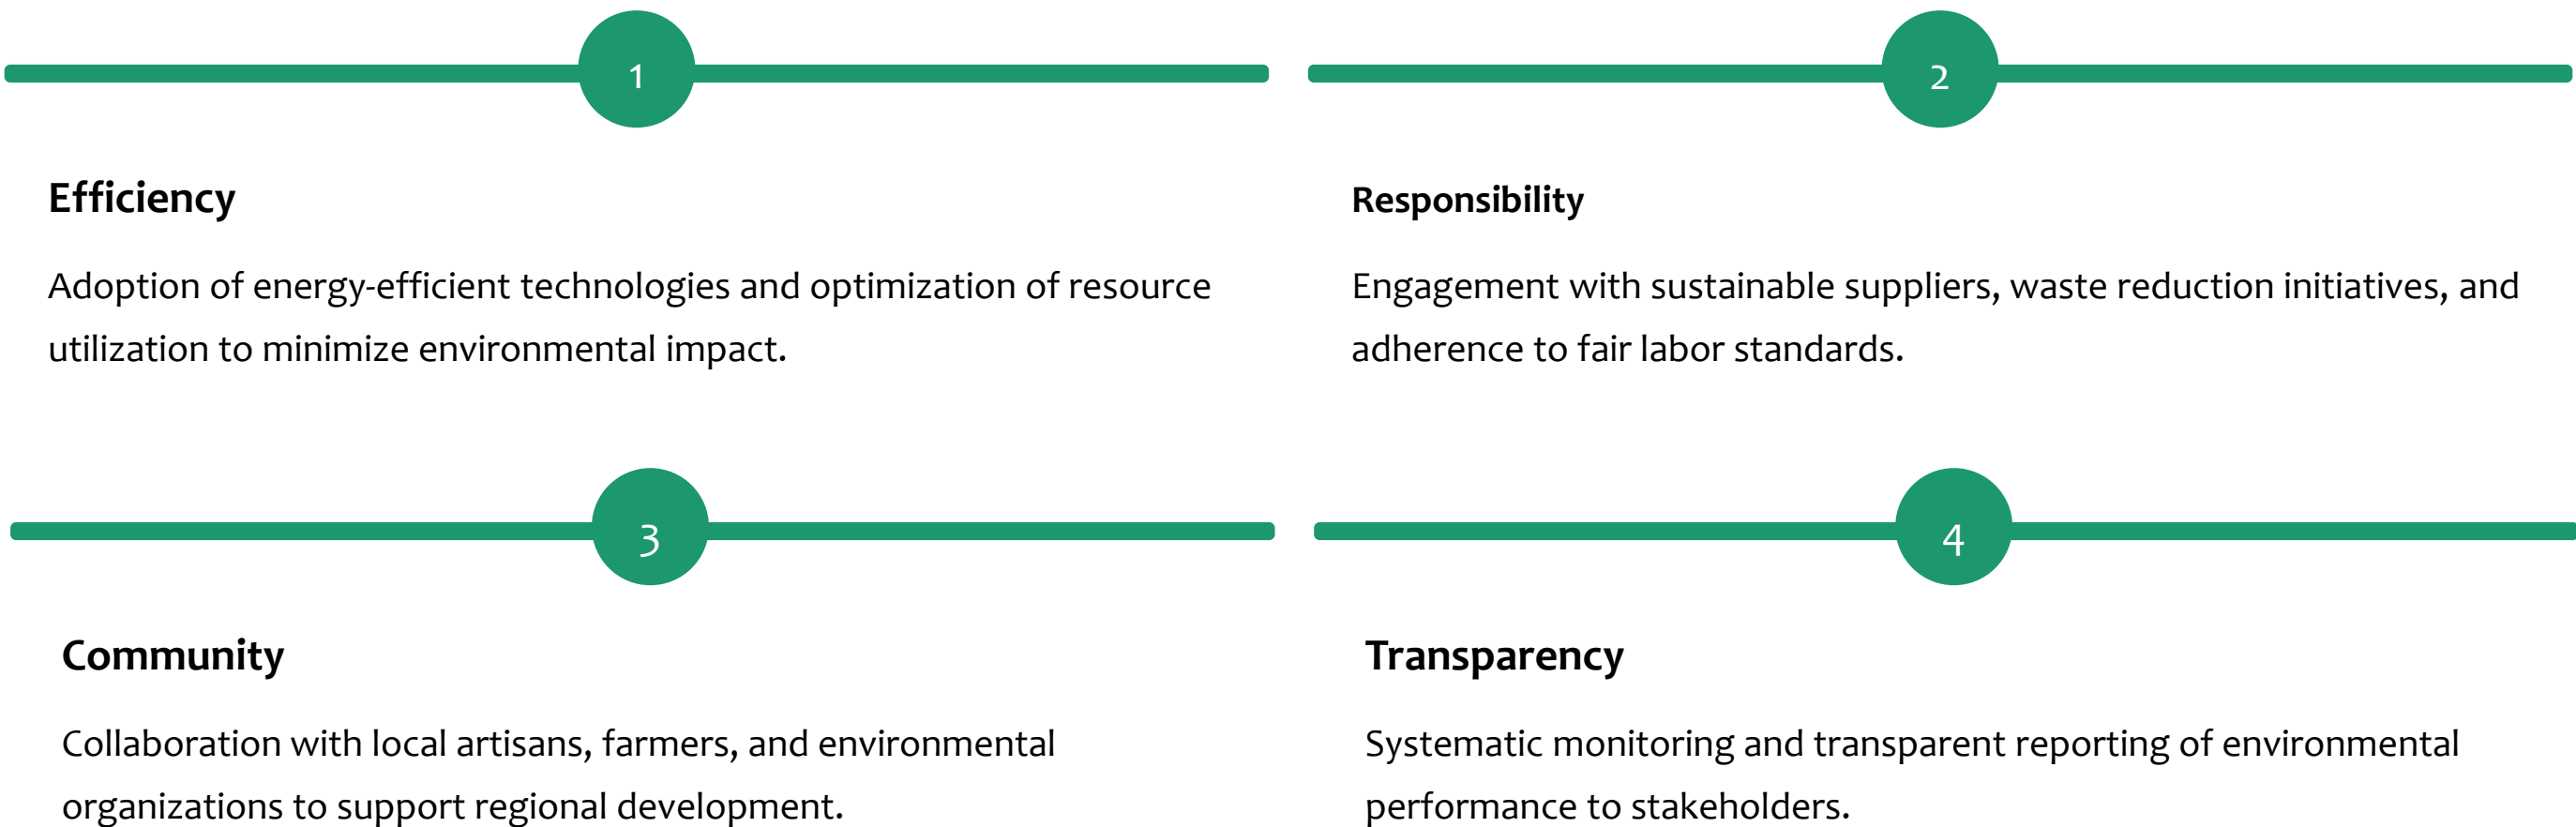 1
Efficiency
Adoption of energy-efficient technologies and optimization of resource
utilization to minimize environmental impact.
2
Responsibility
Engagement with sustainable suppliers, waste reduction initiatives, and
adherence to fair labor standards.
3
Community
Collaboration with local artisans, farmers, and environmental
organizations to support regional development.
4
Transparency
Systematic monitoring and transparent reporting of environmental
performance to stakeholders.